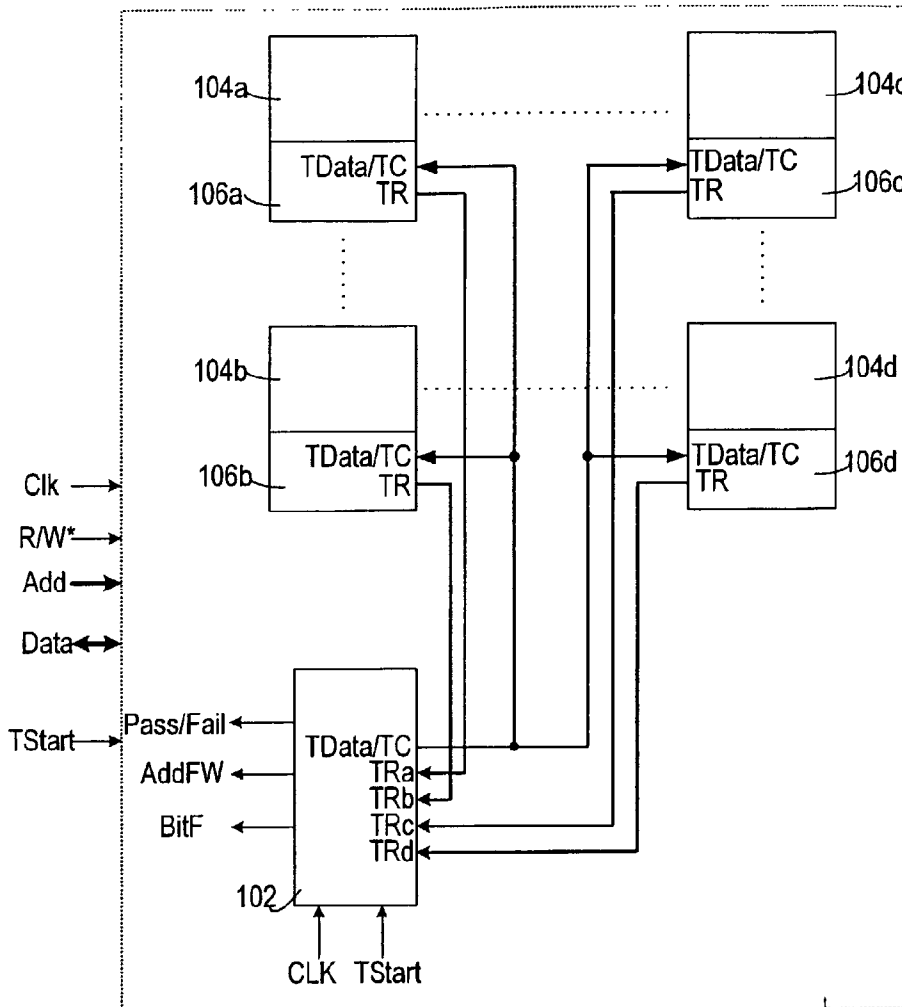 104a
TData/TC
TR
106a
104c
TData/TC
TR
106c
104b
TData/TC
TR
106b
104d
TData/TC
TR
106d
Clk
R/W*
Add
Data
TStart
Pass/Fail
AddFW
BitF
TData/TC
TRa
TRb
TRc
TRd
102
CLK
TStart